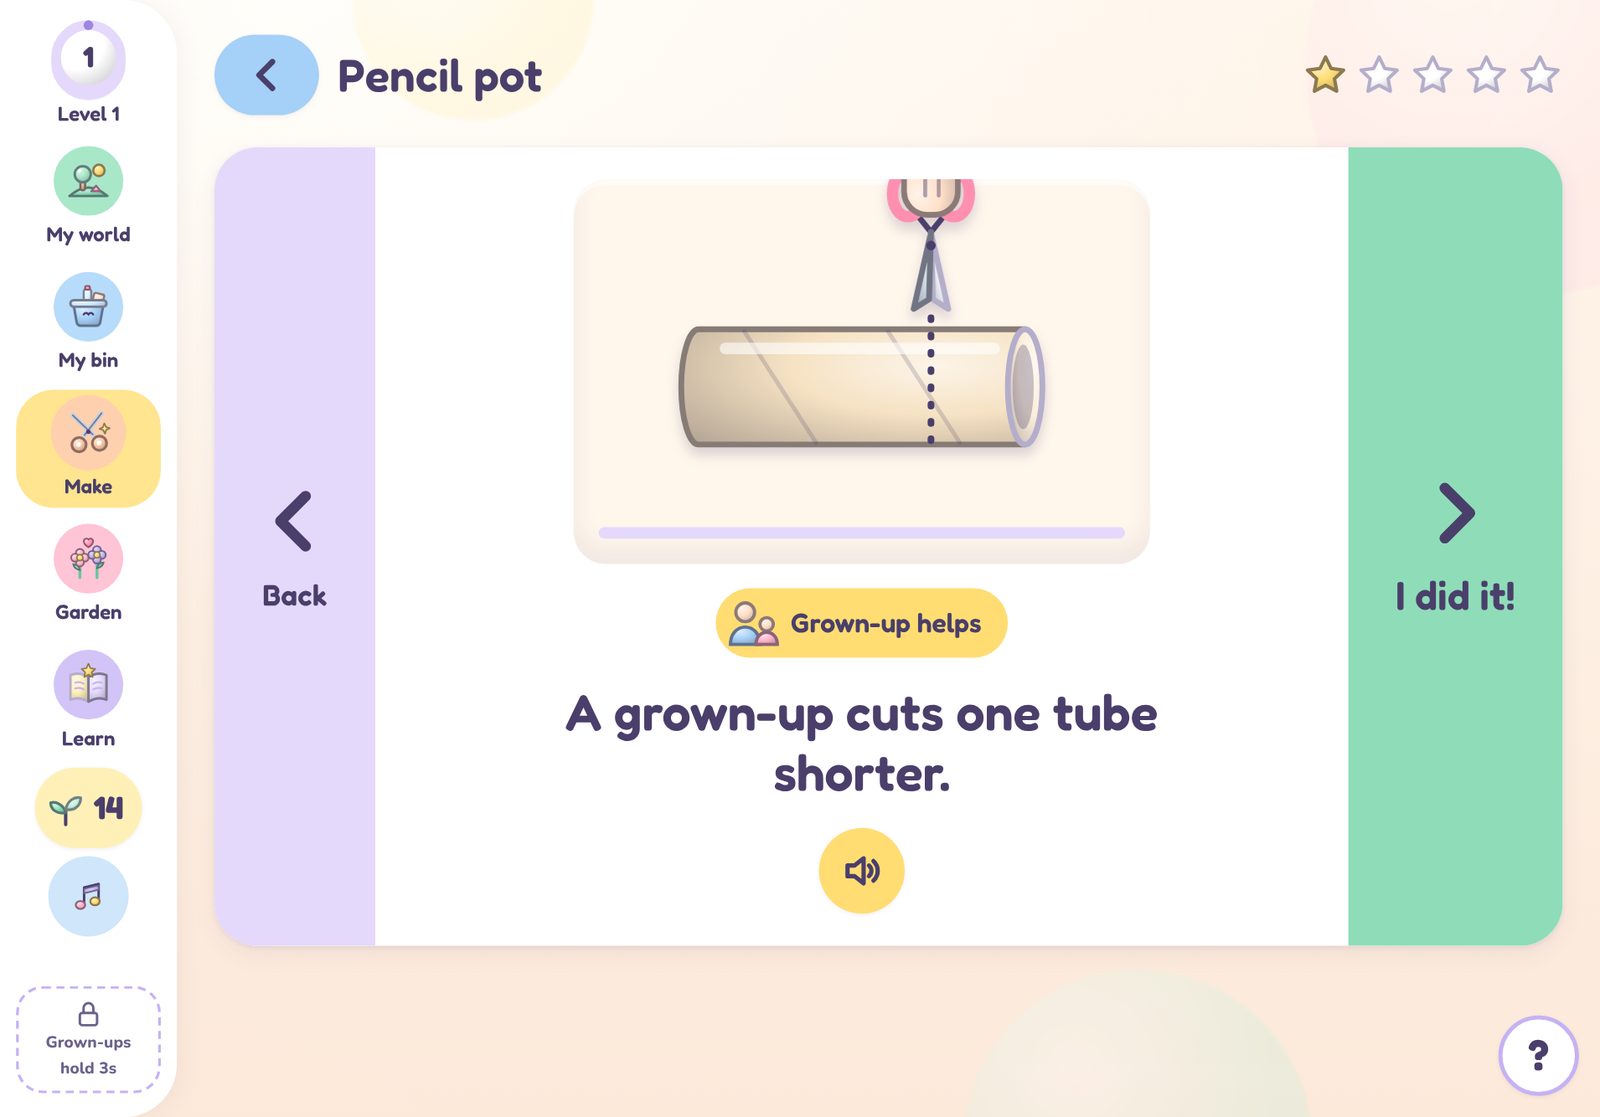 1
Level 1
My world
My bin
Make
Garden
Learn
14
Grown-ups
hold 3s
Pencil pot
Back
Grown-up helps
A grown-up cuts one tube
shorter.
I did it!
?